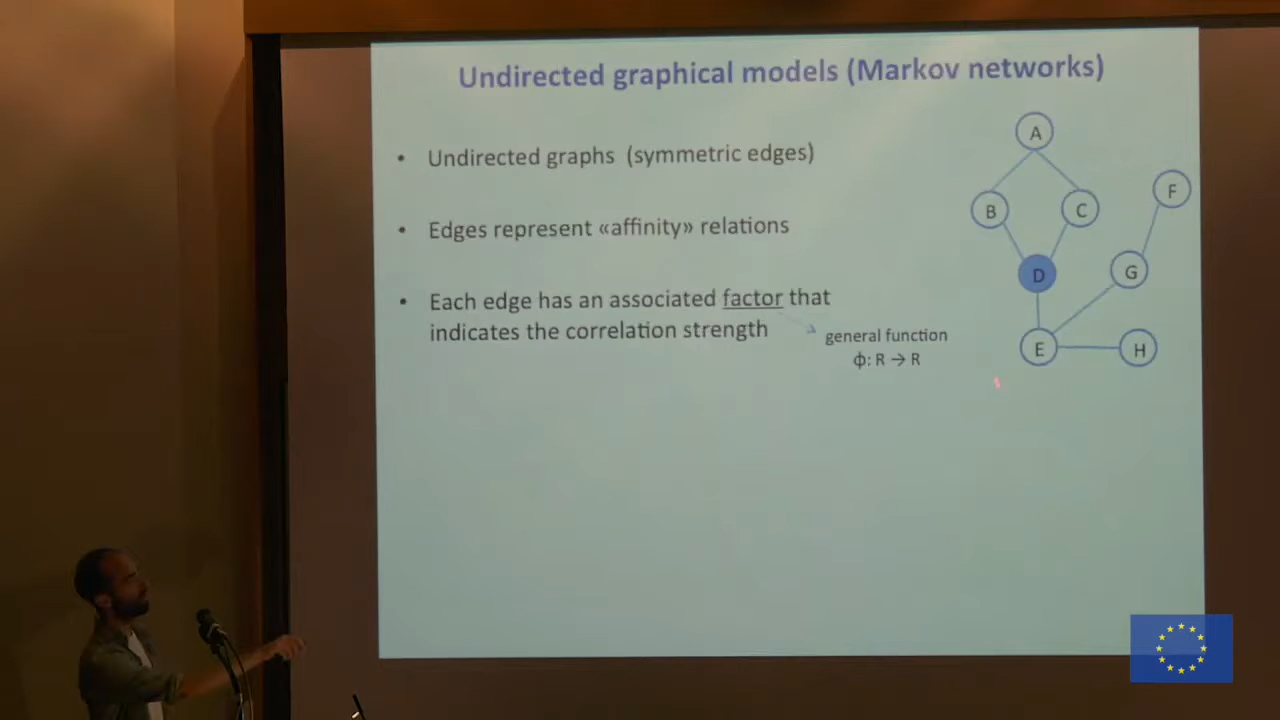 Undirected graphical models (Markov networks)
• Undirected graphs (symmetric edges)
• Edges represent «affinity» relations
• Each edge has an associated factor that
indicates the correlation strength
general function
ϕ: R → R
A
B
C
F
D
G
E
H